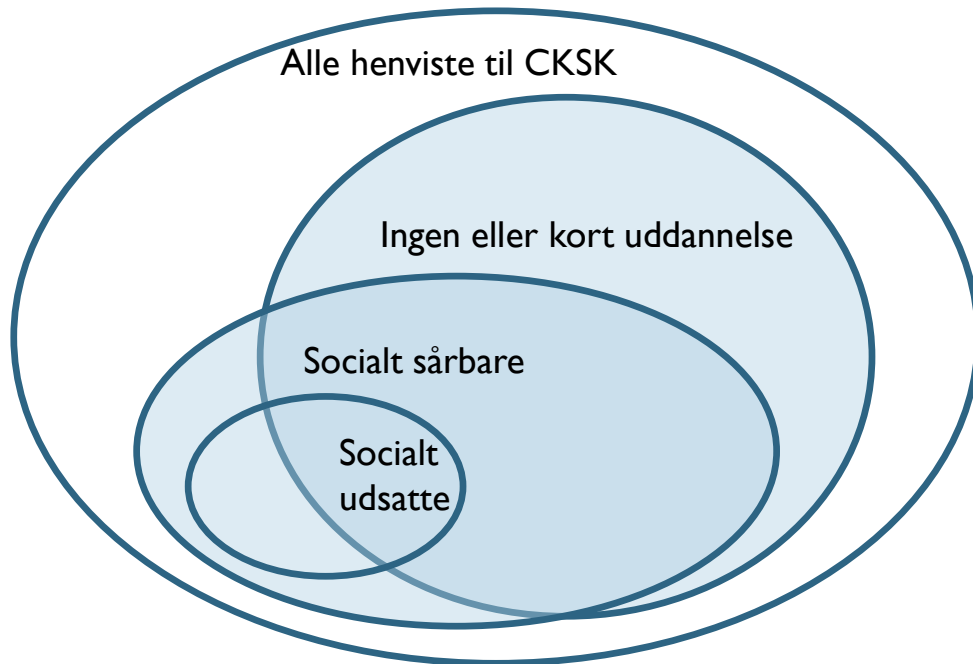 Alle henviste til CKSK
Ingen eller kort uddannelse
Socialt sårbare
Socialt
udsatte